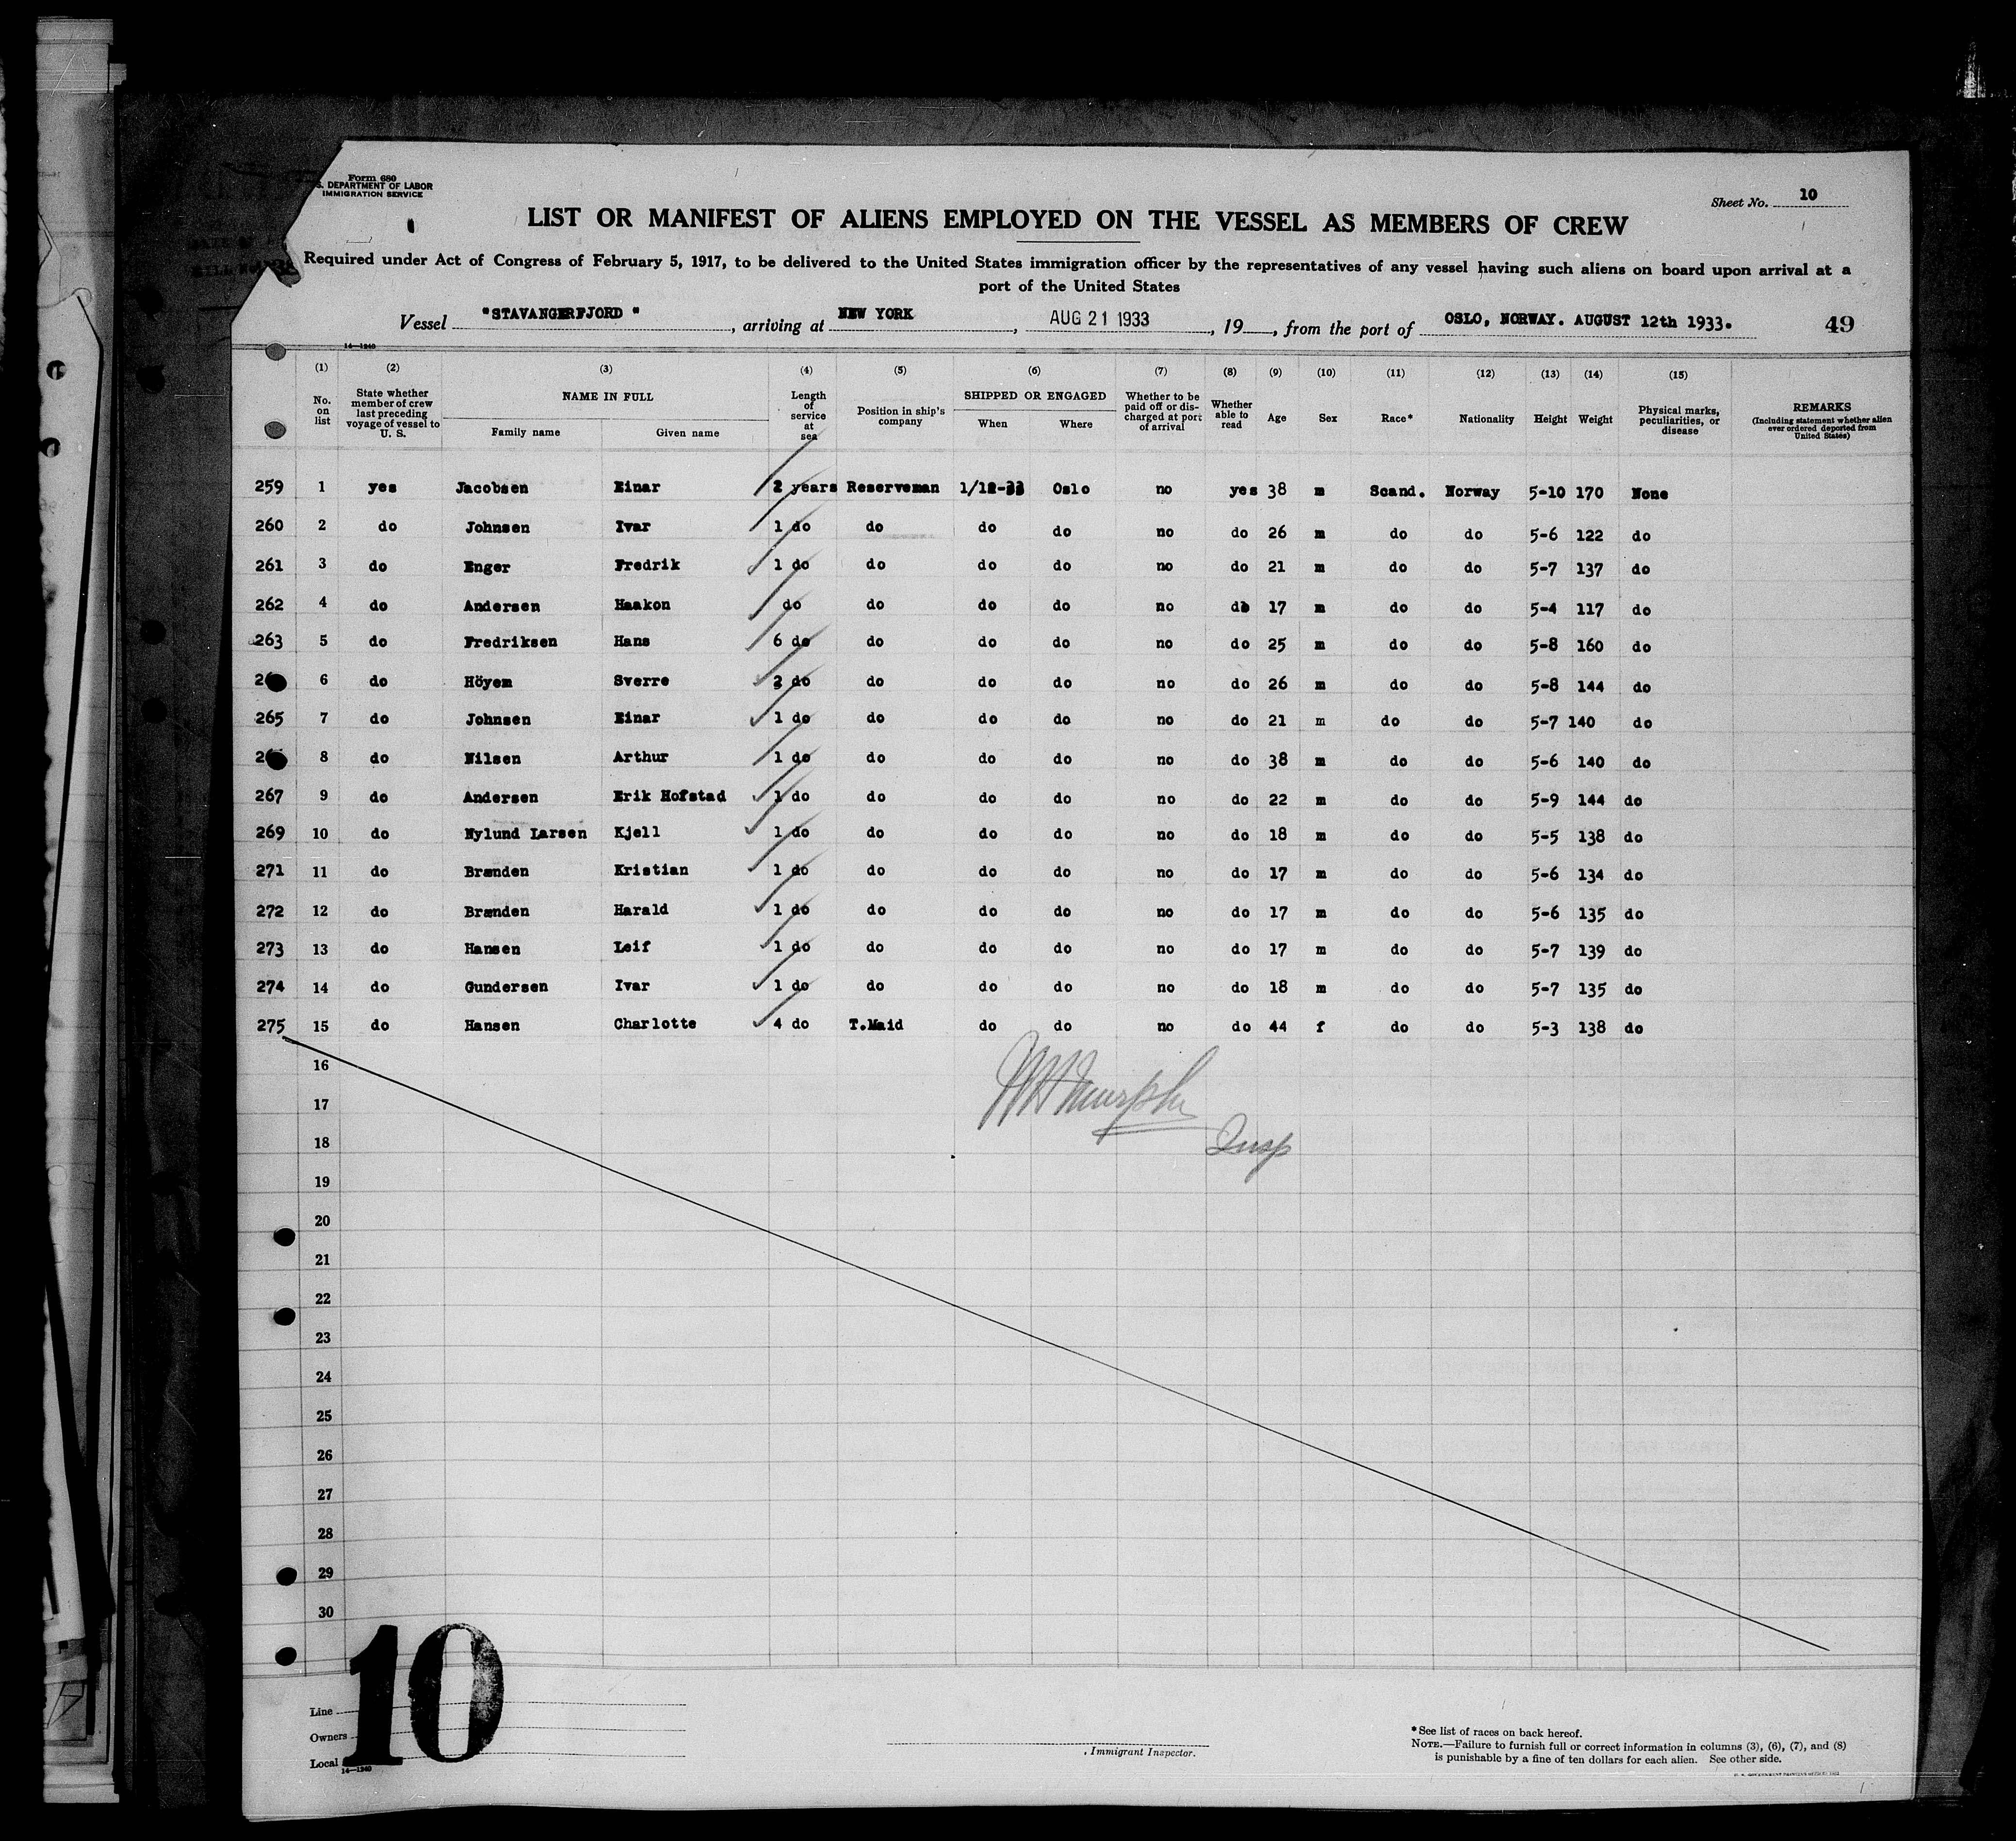 Form 680
S. DEPARTMENT OF LABOR
IMMIGRATION SERVICE
Sheet No. 10
LIST OR MANIFEST OF ALIENS EMPLOYED ON THE VESSEL AS MEMBERS OF CREW
Required under Act of Congress of February 5, 1917, to be delivered to the United States immigration officer by the representatives of any vessel having such aliens on board upon arrival at a
port of the United States
Vessel "STAVANGERFJORD ", arriving at NEW YORK, AUG 21 1933, 19, from the port of OSLO, NORWAY. AUGUST 12th 1933. 49
14—1240
(1) (2) (3) (4) (5) (6) (7) (8) (9) (10) (11) (12) (13) (14) (15)
No. on list State whether member of crew last preceding voyage of vessel to U. S. NAME IN FULL Family name Given name Length of service at sea Position in ship's company SHIPPED OR ENGAGED When Where Whether to be paid off or discharged at port of arrival Whether able to read Age Sex Race* Nationality Height Weight Physical marks, peculiarities, or disease REMARKS (Including statement whether alien ever ordered deported from United States)
259 1 yes Jacobsen Einar 2 years Reserveman 1/12-33 Oslo no yes 38 m Scand. Norway 5-10 170 None
260 2 do Johnsen Ivar 1 do do do do no do 26 m do do 5-6 122 do
261 3 do Enger Fredrik 1 do do do do no do 21 m do do 5-7 137 do
262 4 do Andersen Haakon do do do do no do 17 m do do 5-4 117 do
263 5 do Fredriksen Hans 6 do do do do no do 25 m do do 5-8 160 do
6 do Höyem Sverre 2 do do do do no do 26 m do do 5-8 144 do
265 7 do Johnsen Einar 1 do do do do no do 21 m do do 5-7 140 do
8 do Nilsen Arthur 1 do do do do no do 38 m do do 5-6 140 do
267 9 do Andersen Erik Hofstad 1 do do do do no do 22 m do do 5-9 144 do
269 10 do Nylund Larsen Kjell 1 do do do do no do 18 m do do 5-5 138 do
271 11 do Brænden Kristian 1 do do do do no do 17 m do do 5-6 134 do
272 12 do Brænden Harald 1 do do do do no do 17 m do do 5-6 135 do
273 13 do Hansen Leif 1 do do do do no do 17 m do do 5-7 139 do
274 14 do Gundersen Ivar 1 do do do do no do 18 m do do 5-7 135 do
275 15 do Hansen Charlotte 4 do T.Maid do do no do 44 f do do 5-3 138 do
16
17
Murphy
18
Insp
19
20
21
22
23
24
25
26
27
28
29
30
10
Line
Owners
Local
14—1240
, Immigrant Inspector.
*See list of races on back hereof.
NOTE.—Failure to furnish full or correct information in columns (3), (6), (7), and (8)
is punishable by a fine of ten dollars for each alien. See other side.